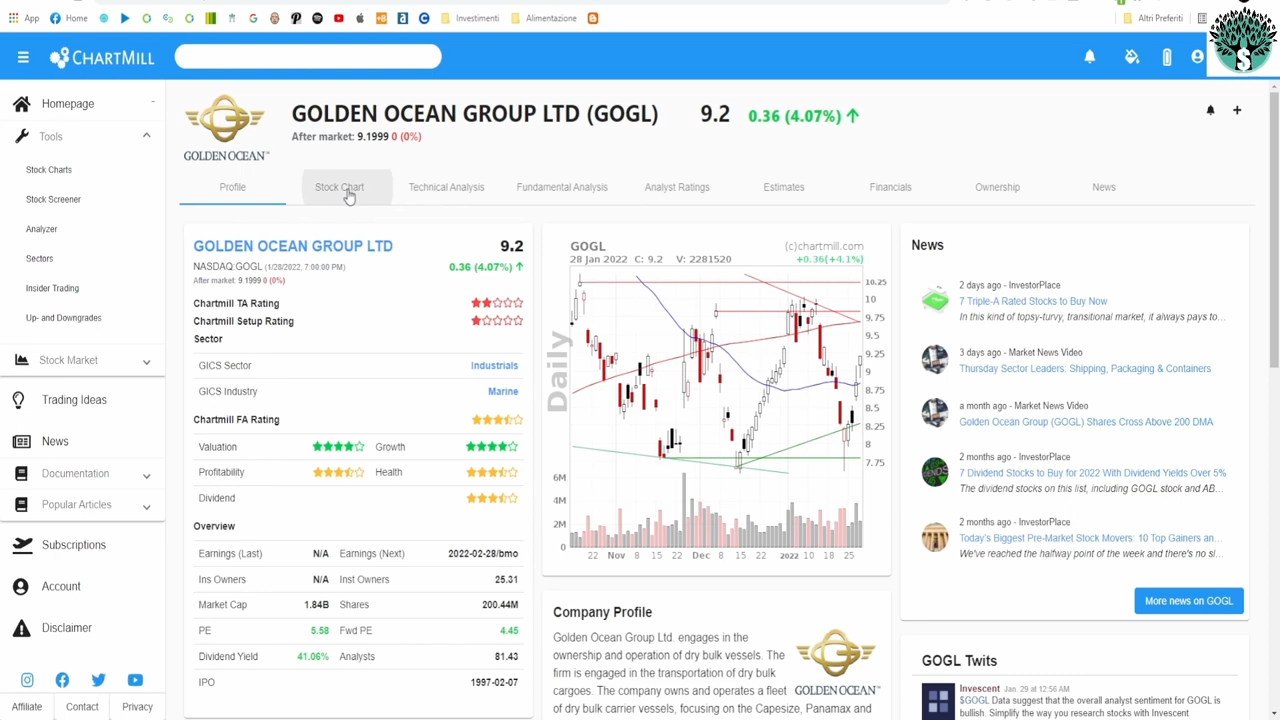 App Home Investimenti Alimentazione Altri Preferiti
CHARTMILL
$
Homepage
Tools
Stock Charts
Stock Screener
Analyzer
Sectors
Insider Trading
Up- and Downgrades
Stock Market
Trading Ideas
News
Documentation
Popular Articles
Subscriptions
Account
Disclaimer
Affiliate Contact Privacy
GOLDEN OCEAN™
GOLDEN OCEAN GROUP LTD (GOGL) 9.2 0.36 (4.07%)
After market: 9.1999 0 (0%)
Profile Stock Chart Technical Analysis Fundamental Analysis Analyst Ratings Estimates Financials Ownership News
GOLDEN OCEAN GROUP LTD 9.2
NASDAQ:GOGL (1/28/2022, 7:00:00 PM) 0.36 (4.07%)
After market: 9.1999 0 (0%)
Chartmill TA Rating
Chartmill Setup Rating
Sector
GICS Sector Industrials
GICS Industry Marine
Chartmill FA Rating
Valuation Growth
Profitability Health
Dividend
Overview
Earnings (Last) N/A Earnings (Next) 2022-02-28/bmo
Ins Owners N/A Inst Owners 25.31
Market Cap 1.84B Shares 200.44M
PE 5.58 Fwd PE 4.45
Dividend Yield 41.06% Analysts 81.43
IPO 1997-02-07
GOGL (c)chartmill.com
28 Jan 2022 C: 9.2 V: 2281520 +0.36(+4.1%)
Daily
10.25
10
9.75
9.5
9.25
9
8.75
8.5
8.25
8
7.75
6M
4M
2M
0
22 Nov 8 15 22 Dec 8 15 22 2022 10 18 25
Company Profile
Golden Ocean Group Ltd. engages in the
ownership and operation of dry bulk vessels. The
firm is engaged in the transportation of dry bulk
cargoes. The company owns and operates a fleet
of dry bulk carrier vessels, focusing on the Capesize, Panamax and
GOLDEN OCEAN™
News
2 days ago - InvestorPlace
7 Triple-A Rated Stocks to Buy Now
In this kind of topsy-turvy, transitional market, it always pays to...
3 days ago - Market News Video
Thursday Sector Leaders: Shipping, Packaging & Containers
a month ago - Market News Video
Golden Ocean Group (GOGL) Shares Cross Above 200 DMA
2 months ago - InvestorPlace
7 Dividend Stocks to Buy for 2022 With Dividend Yields Over 5%
The dividend stocks on this list, including GOGL stock and AB...
2 months ago - InvestorPlace
Today's Biggest Pre-Market Stock Movers: 10 Top Gainers an...
We've reached the halfway point of the week and there's no sl...
More news on GOGL
GOGL Twits
Invescent Jan. 29 at 12:56 AM
$GOGL Data suggest that the overall analyst sentiment for GOGL is
bullish. Simplify the way you research stocks with Invescent